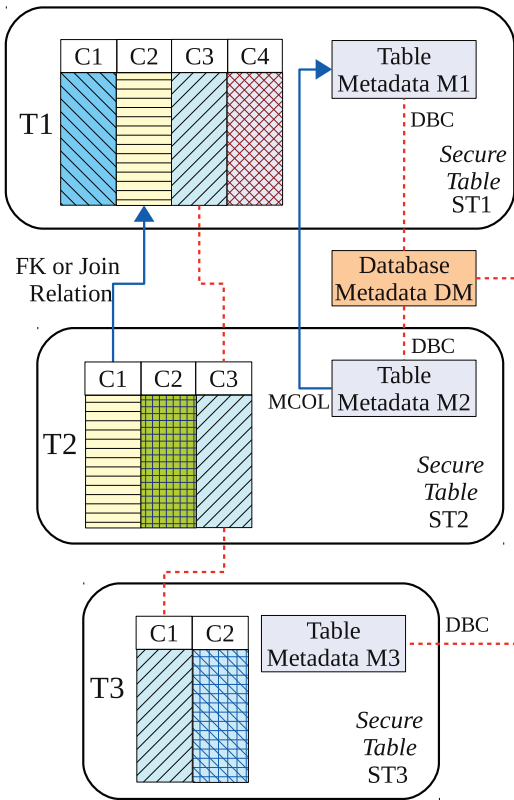 C1 C2 C3 C4
T1
Table
Metadata M1
DBC
Secure
Table
ST1
FK or Join
Relation
Database
Metadata DM
DBC
C1 C2 C3
T2
Table
Metadata M2
MCOL
Secure
Table
ST2
C1 C2
T3
Table
Metadata M3
DBC
Secure
Table
ST3